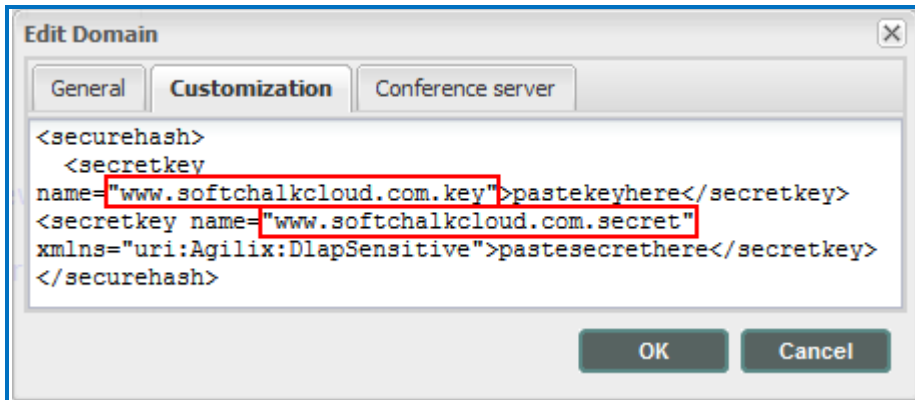 Edit Domain
General Customization Conference server
<securehash>
<secretkey
name="www.softchalkcloud.com.key">pastekeyhere</secretkey>
<secretkey name="www.softchalkcloud.com.secret"
xmlns="uri:Agilix:DlapSensitive">pastesecrethere</secretkey>
</securehash>
OK Cancel